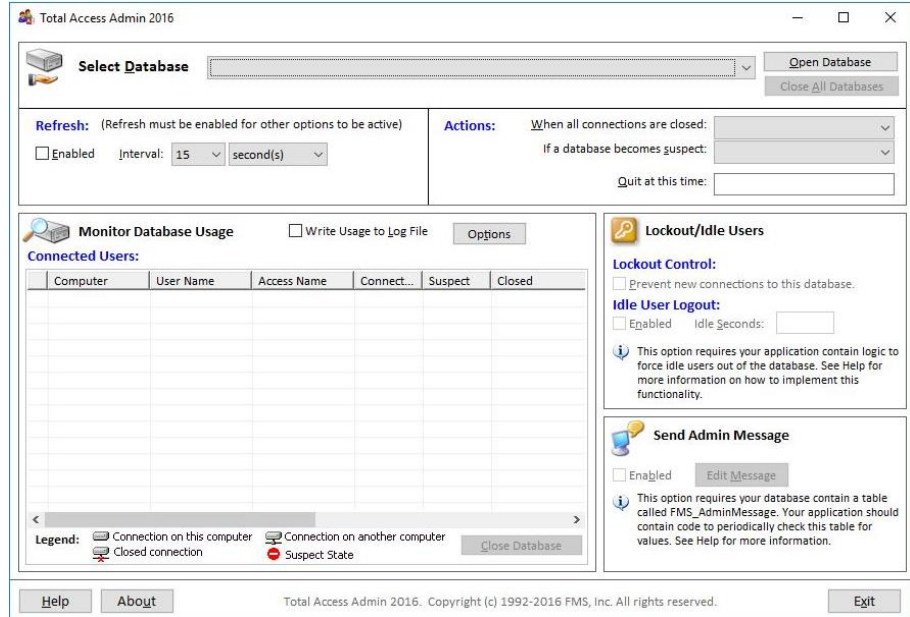 Total Access Admin 2016
Select Database
Open Database
Close All Databases
Refresh: (Refresh must be enabled for other options to be active)
Enabled Interval: 15 second(s)
Actions: When all connections are closed:
If a database becomes suspect:
Quit at this time:
Monitor Database Usage Write Usage to Log File Options
Connected Users:
Computer User Name Access Name Connect... Suspect Closed
Legend: Connection on this computer Connection on another computer
Closed connection Suspect State
Close Database
Lockout/Idle Users
Lockout Control:
Prevent new connections to this database.
Idle User Logout:
Enabled Idle Seconds:
This option requires your application contain logic to
force idle users out of the database. See Help for
more information on how to implement this
functionality.
Send Admin Message
Enabled Edit Message
This option requires your database contain a table
called FMS_AdminMessage. Your application should
contain code to periodically check this table for
values. See Help for more information.
Help About Total Access Admin 2016. Copyright (c) 1992-2016 FMS, Inc. All rights reserved. Exit